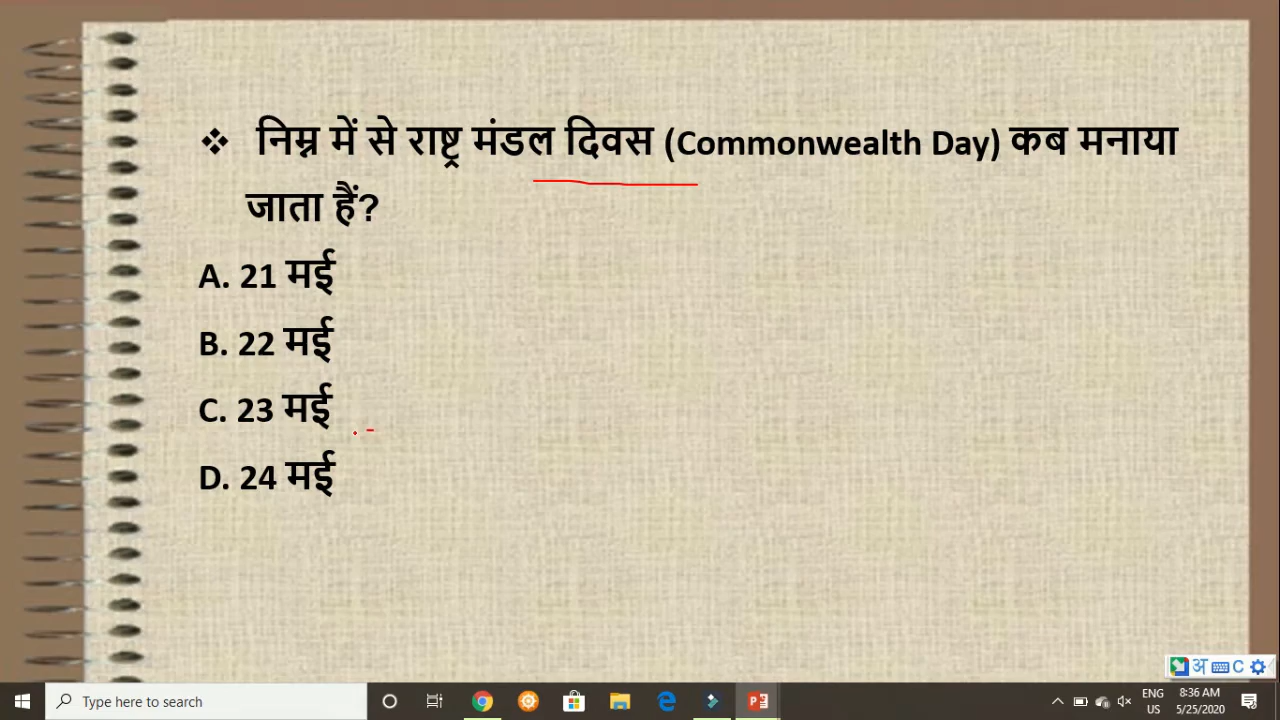 ❖ निम्न में से राष्ट्र मंडल दिवस (Commonwealth Day) कब मनाया
जाता हैं?
A. 21 मई
B. 22 मई
C. 23 मई
D. 24 मई
अ C
Type here to search
ENG
US
8:36 AM
5/25/2020